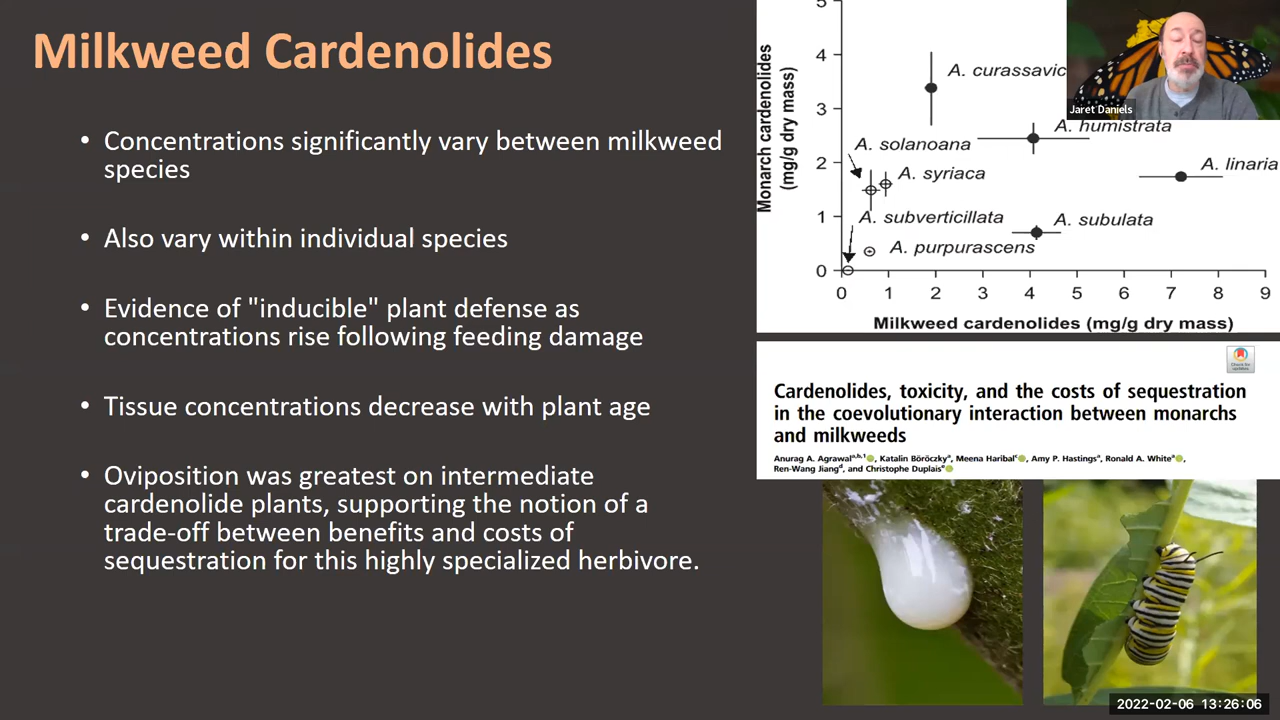 Milkweed Cardenolides
• Concentrations significantly vary between milkweed
species
• Also vary within individual species
• Evidence of "inducible" plant defense as
concentrations rise following feeding damage
• Tissue concentrations decrease with plant age
• Oviposition was greatest on intermediate
cardenolide plants, supporting the notion of a
trade-off between benefits and costs of
sequestration for this highly specialized herbivore.
Monarch cardenolides
(mg/g dry mass)
5
4
3
2
1
0
A. curassavic
A. humistrata
A. solanoana
A. linaria
A. syriaca
A. subverticillata
A. subulata
A. purpurascens
0 1 2 3 4 5 6 7 8 9
Milkweed cardenolides (mg/g dry mass)
Jaret Daniels
Check for
updates
Cardenolides, toxicity, and the costs of sequestration
in the coevolutionary interaction between monarchs
and milkweeds
Anurag A. Agrawal^a,b,1, Katalin Böröczky^a, Meena Haribal^c, Amy P. Hastings^a, Ronald A. White^a,
Ren-Wang Jiang^d, and Christophe Duplais^e
2022-02-06 13:26:06